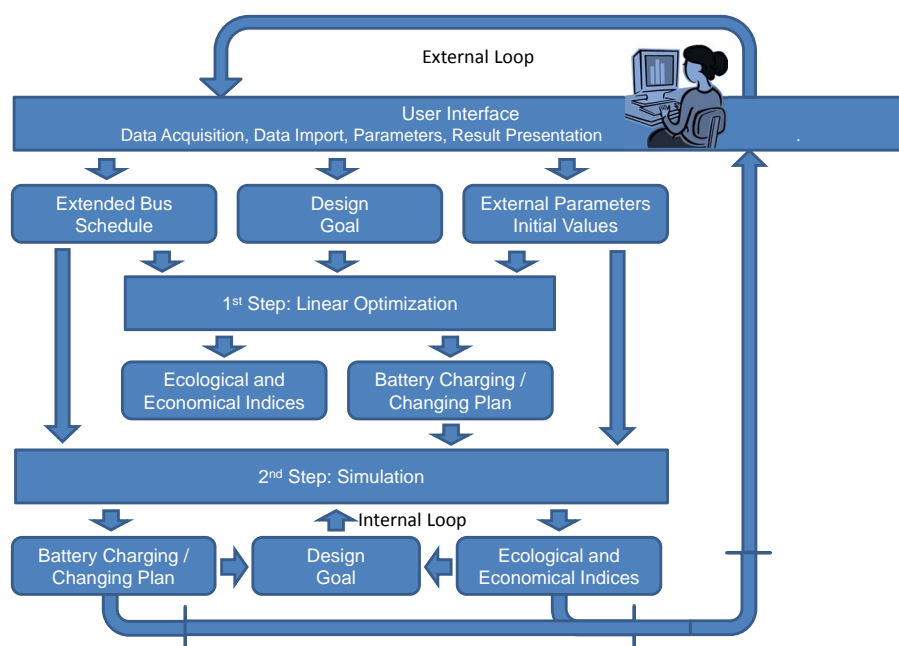 External Loop
User Interface
Data Acquisition, Data Import, Parameters, Result Presentation .
Extended Bus
Schedule
Design
Goal
External Parameters
Initial Values
1st Step: Linear Optimization
Ecological and
Economical Indices
Battery Charging /
Changing Plan
2nd Step: Simulation
Internal Loop
Battery Charging /
Changing Plan
Design
Goal
Ecological and
Economical Indices